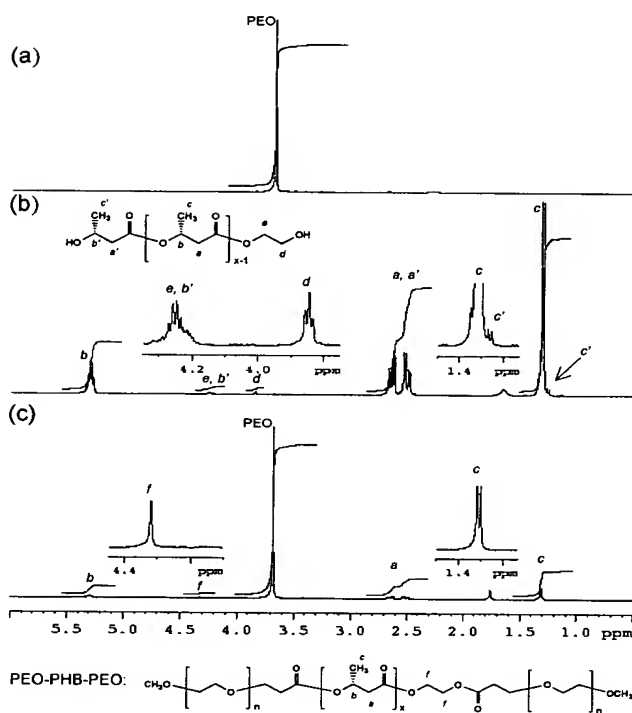 PEO
(a)
(b)
c'
CH₃
O
c
CH₃
O
e
OH
HO
b'
a'
O
b
a
x-1
O
d
e, b'
d
a, a'
c
c'
c
4.2
4.0
ppm
1.4
ppm
b
e, b'
d
c'
(c)
PEO
f
c
4.4
ppm
1.4
ppm
b
f
a
c
5.5
5.0
4.5
4.0
3.5
3.0
2.5
2.0
1.5
1.0
ppm
PEO-PHB-PEO:
CH₃O
O
n
O
O
c
CH₃
O
b
a
x
O
f
f
O
O
O
n
OCH₃